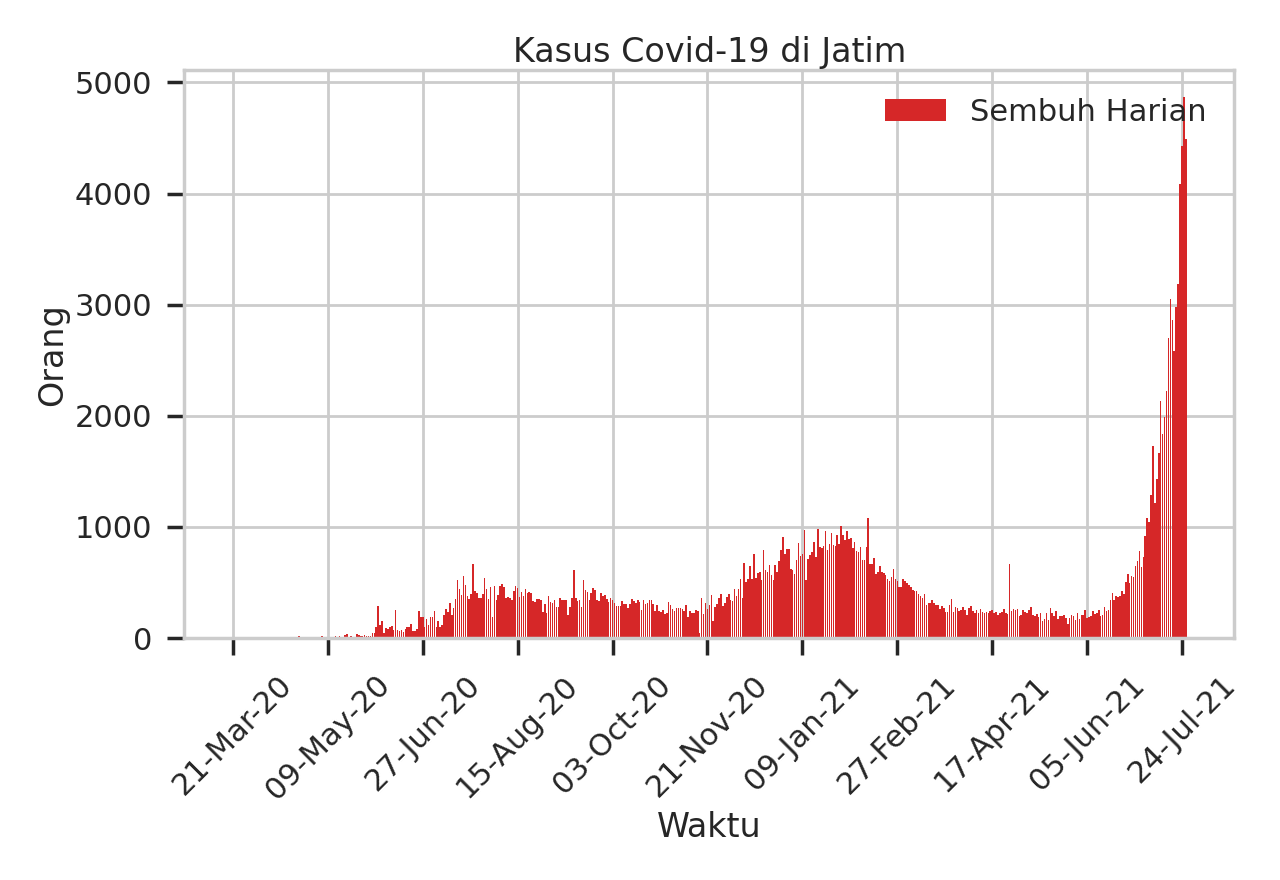 Kasus Covid-19 di Jatim
Sembuh Harian
Orang
5000
4000
3000
2000
1000
0
21-Mar-20
09-May-20
27-Jun-20
15-Aug-20
03-Oct-20
21-Nov-20
09-Jan-21
27-Feb-21
17-Apr-21
05-Jun-21
24-Jul-21
Waktu